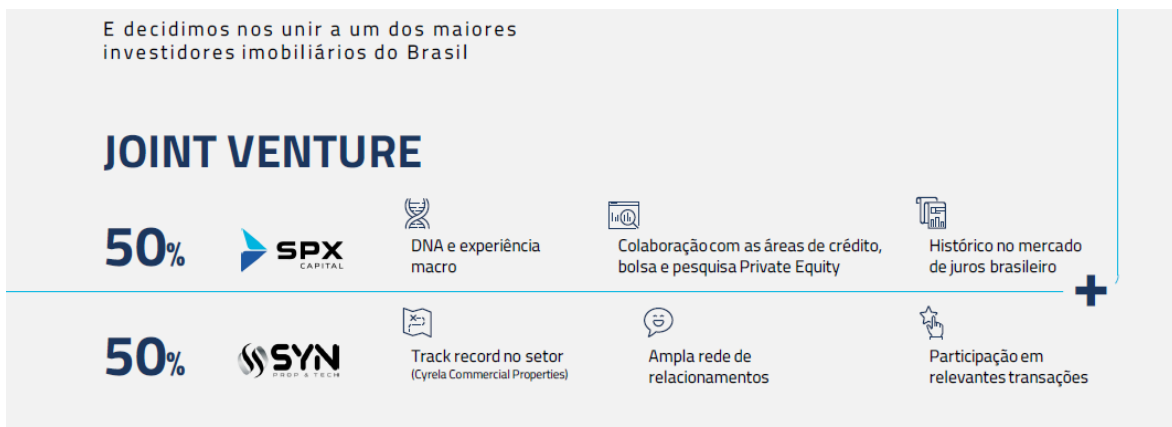 E decidimos nos unir a um dos maiores
investidores imobiliários do Brasil
JOINT VENTURE
50%
SPX
CAPITAL
DNA e experiência
macro
Colaboração com as áreas de crédito,
bolsa e pesquisa Private Equity
Histórico no mercado
de juros brasileiro
+
50%
SYN
PROP & TECH
Track record no setor
(Cyrela Commercial Properties)
Ampla rede de
relacionamentos
Participação em
relevantes transações